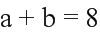 a + b = 8